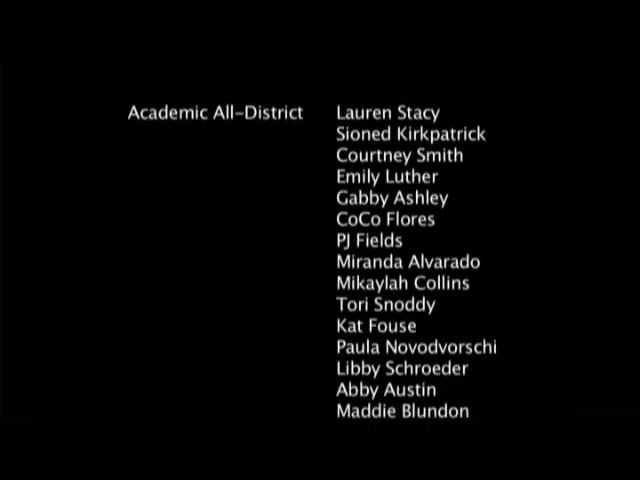 Academic All-District Lauren Stacy
Sioned Kirkpatrick
Courtney Smith
Emily Luther
Gabby Ashley
CoCo Flores
PJ Fields
Miranda Alvarado
Mikaylah Collins
Tori Snoddy
Kat Fouse
Paula Novodvorschi
Libby Schroeder
Abby Austin
Maddie Blundon